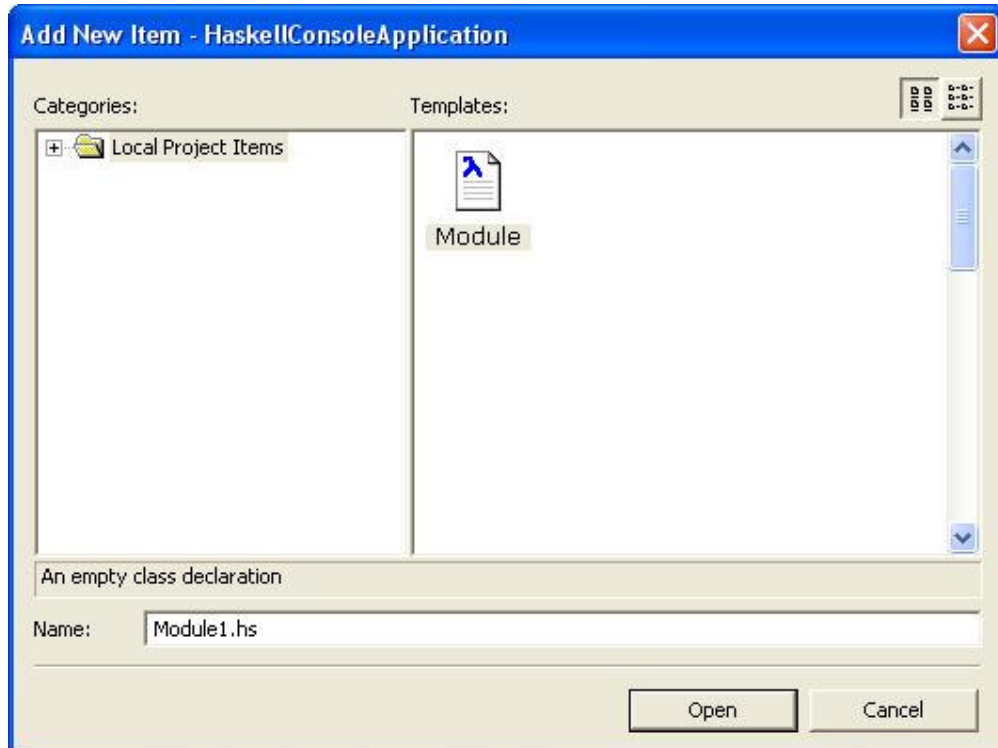 Add New Item - HaskellConsoleApplication
Categories:
Templates:
Local Project Items
λ
Module
An empty class declaration
Name:
Module1.hs
Open
Cancel